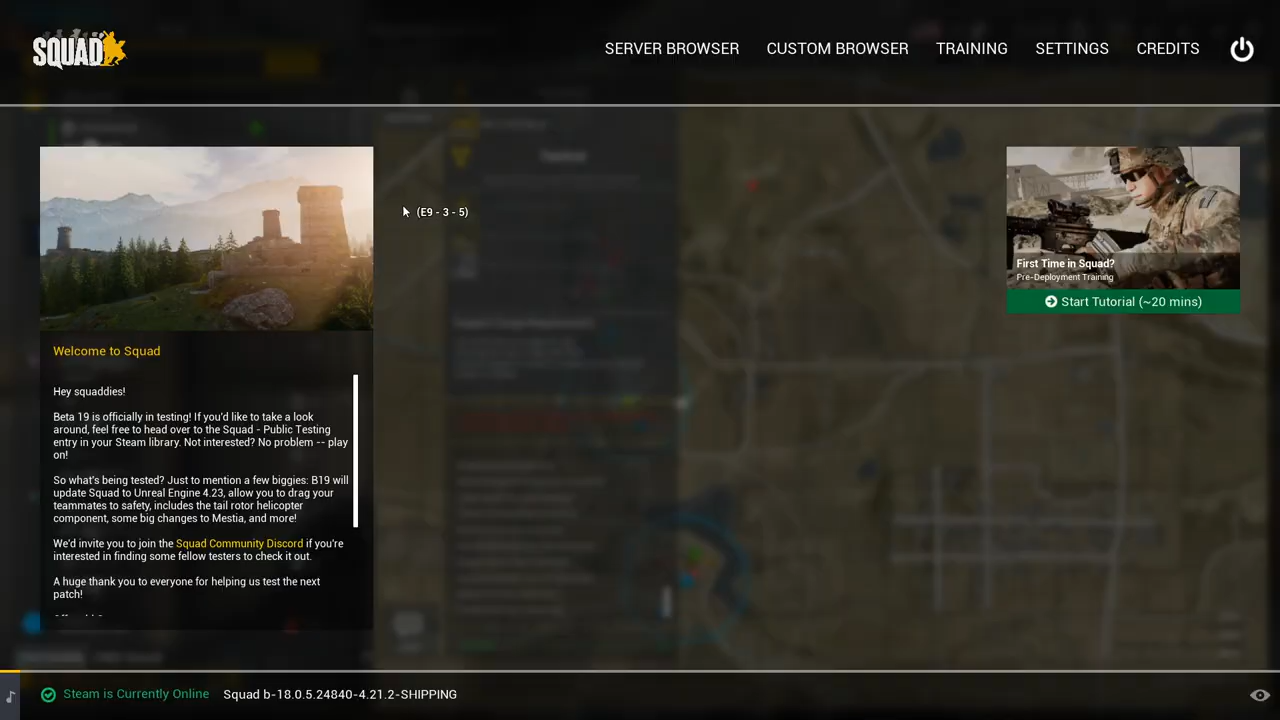 SQUAD
SERVER BROWSER
CUSTOM BROWSER
TRAINING
SETTINGS
CREDITS
(E9 - 3 - 5)
First Time in Squad?
Pre-Deployment Training
Start Tutorial (~20 mins)
Welcome to Squad
Hey squaddies!
Beta 19 is officially in testing! If you'd like to take a look
around, feel free to head over to the Squad - Public Testing
entry in your Steam library. Not interested? No problem -- play
on!
So what's being tested? Just to mention a few biggies: B19 will
update Squad to Unreal Engine 4.23, allow you to drag your
teammates to safety, includes the tail rotor helicopter
component, some big changes to Mestia, and more!
We'd invite you to join the Squad Community Discord if you're
interested in finding some fellow testers to check it out.
A huge thank you to everyone for helping us test the next
patch!
Steam is Currently Online
Squad b-18.0.5.24840-4.21.2-SHIPPING